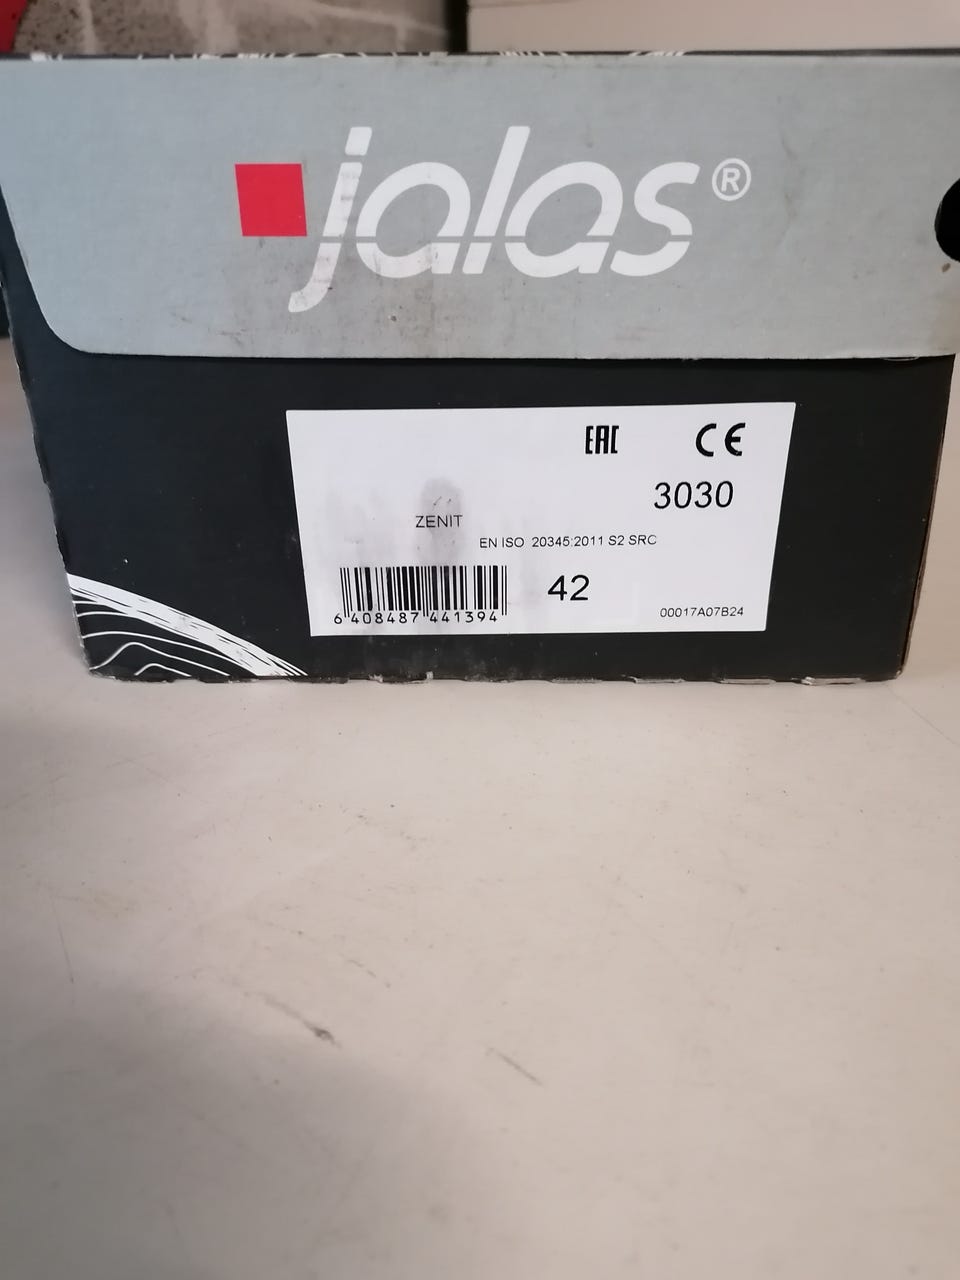 jalas®
EAC CE
3030
ZENIT
EN ISO 20345:2011 S2 SRC
42
6 408487 441394
00017A07B24